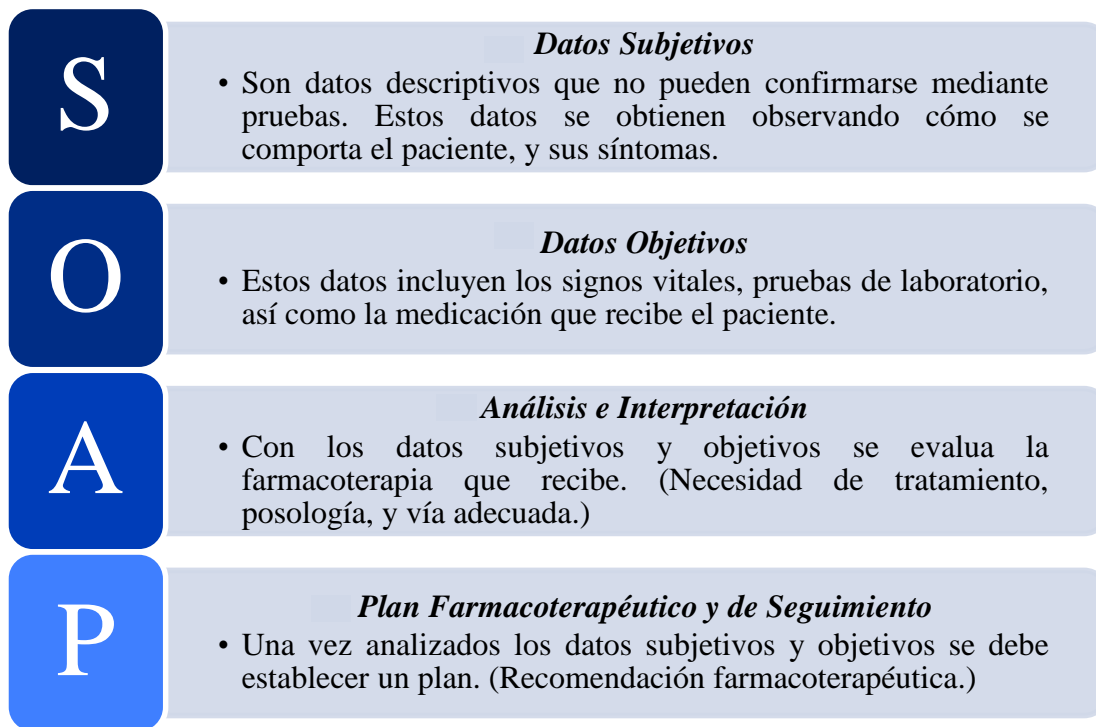 S
Datos Subjetivos
• Son datos descriptivos que no pueden confirmarse mediante
pruebas. Estos datos se obtienen observando cómo se
comporta el paciente, y sus síntomas.
O
Datos Objetivos
• Estos datos incluyen los signos vitales, pruebas de laboratorio,
así como la medicación que recibe el paciente.
A
Análisis e Interpretación
• Con los datos subjetivos y objetivos se evalua la
farmacoterapia que recibe. (Necesidad de tratamiento,
posología, y vía adecuada.)
P
Plan Farmacoterapéutico y de Seguimiento
• Una vez analizados los datos subjetivos y objetivos se debe
establecer un plan. (Recomendación farmacoterapéutica.)